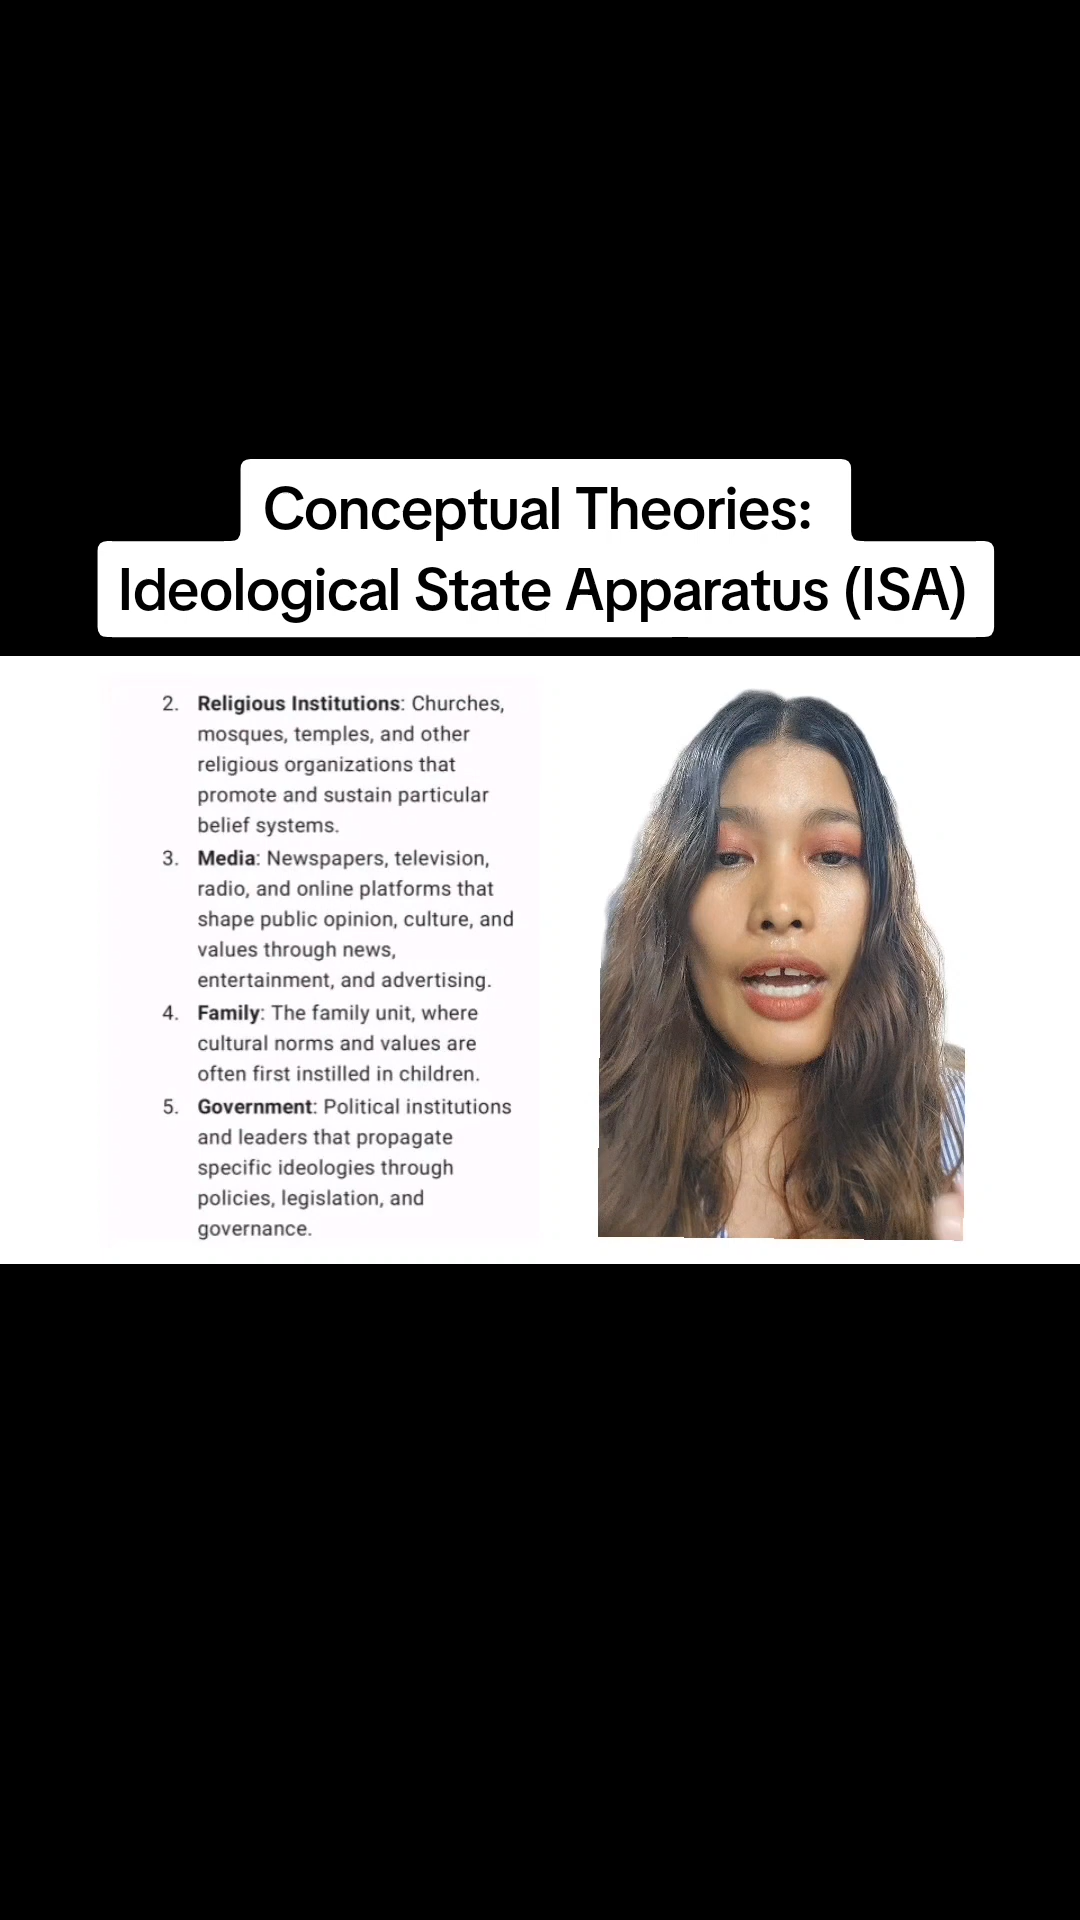 Conceptual Theories:
Ideological State Apparatus (ISA)
2. Religious Institutions: Churches,
mosques, temples, and other
religious organizations that
promote and sustain particular
belief systems.
3. Media: Newspapers, television,
radio, and online platforms that
shape public opinion, culture, and
values through news,
entertainment, and advertising.
4. Family: The family unit, where
cultural norms and values are
often first instilled in children.
5. Government: Political institutions
and leaders that propagate
specific ideologies through
policies, legislation, and
governance.